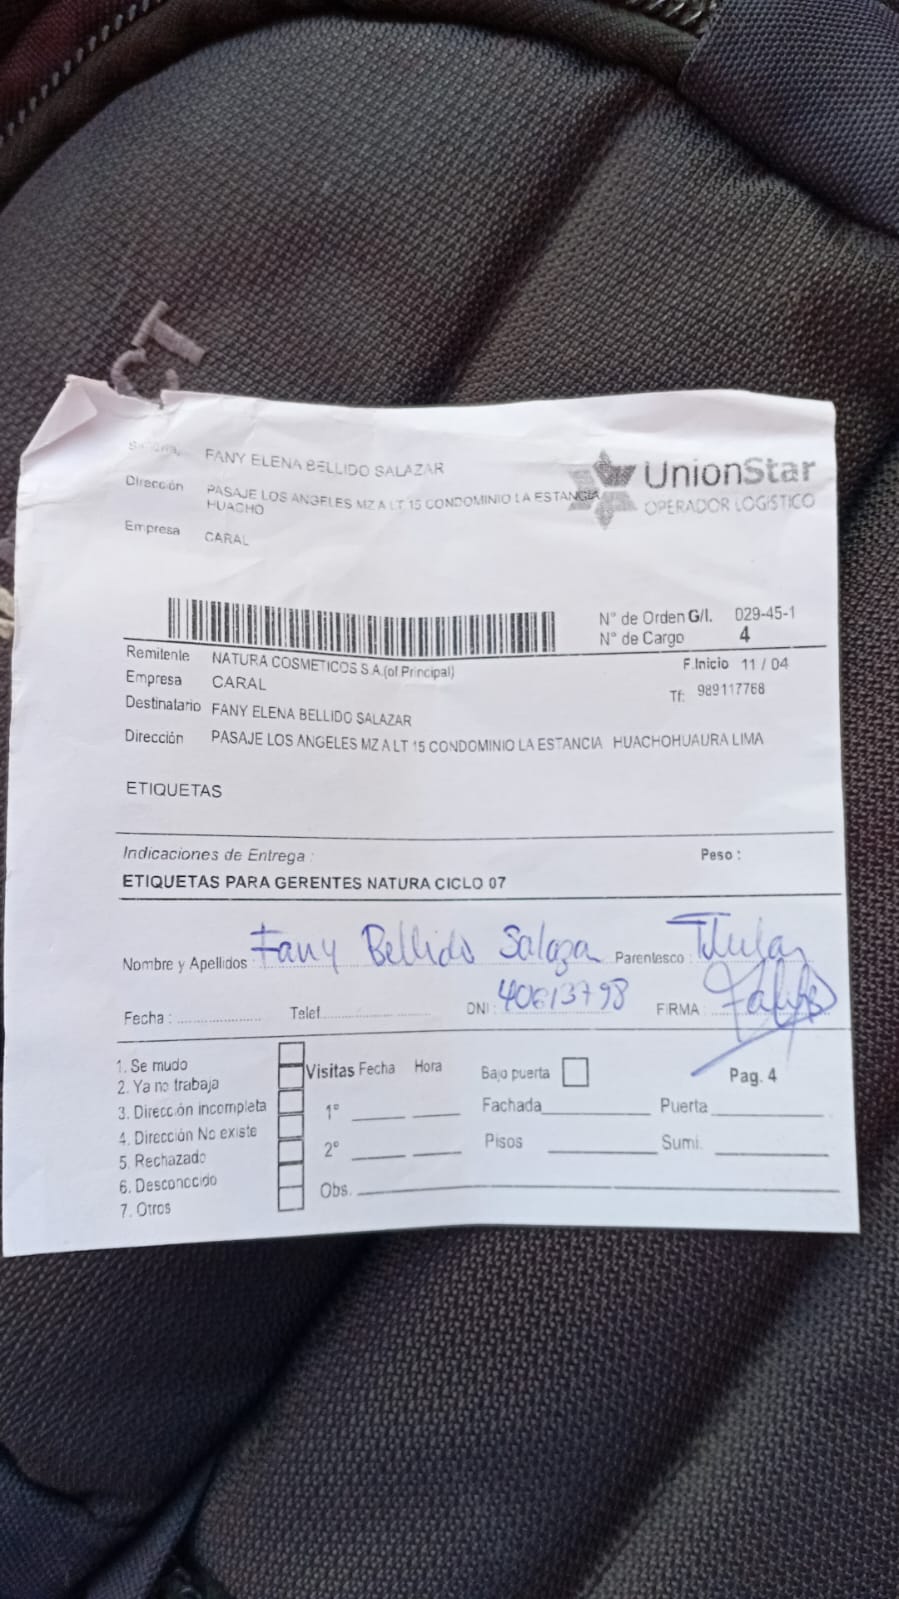 Señora, FANY ELENA BELLIDO SALAZAR
Dirección PASAJE LOS ANGELES MZ A LT 15 CONDOMINIO LA ESTANCIA
HUACHO
Empresa CARAL
UnionStar
OPERADOR LOGISTICO
N° de Orden G/I. 029-45-1
N° de Cargo 4
Remitente NATURA COSMETICOS S.A.(of Principal)
F.Inicio 11 / 04
Empresa CARAL
Tf: 989117768
Destinatario FANY ELENA BELLIDO SALAZAR
Dirección PASAJE LOS ANGELES MZ A LT 15 CONDOMINIO LA ESTANCIA HUACHOHUAURA LIMA
ETIQUETAS
Indicaciones de Entrega : Peso :
ETIQUETAS PARA GERENTES NATURA CICLO 07
Nombre y Apellidos : Fany Bellido Salazar Parentesco : Titular
Fecha : Telef. DNI : 40613798 FIRMA :
1. Se mudo
2. Ya no trabaja
3. Dirección incompleta
4. Dirección No existe
5. Rechazado
6. Desconocido
7. Otros
Visitas Fecha Hora
1°
2°
Obs.
Bajo puerta
Pag. 4
Fachada Puerta
Pisos Sumi.